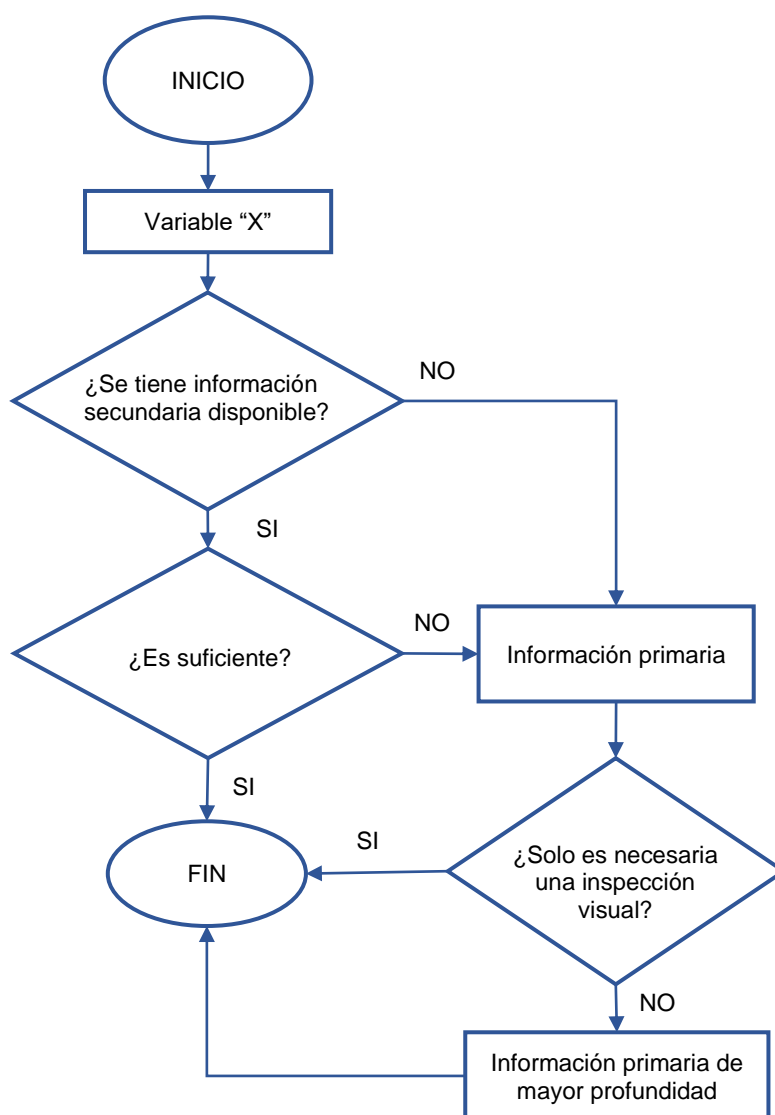 INICIO
Variable “X”
¿Se tiene información
secundaria disponible?
NO
SI
¿Es suficiente?
NO
Información primaria
SI
SI
FIN
¿Solo es necesaria
una inspección
visual?
NO
Información primaria de
mayor profundidad